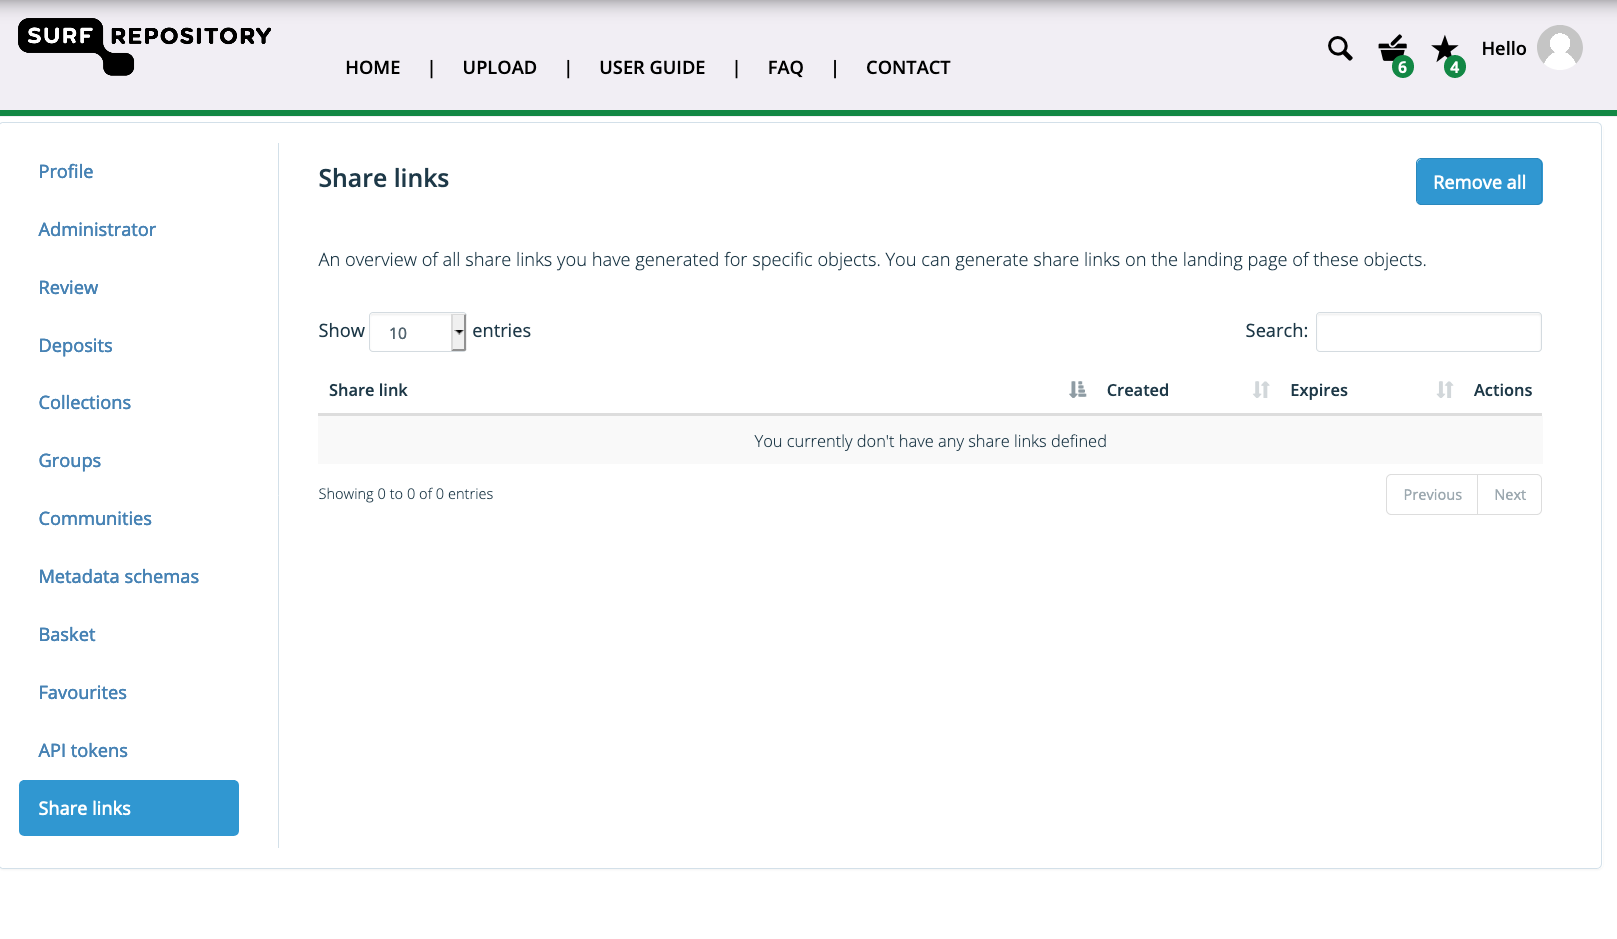 SURF REPOSITORY
HOME | UPLOAD | USER GUIDE | FAQ | CONTACT
6
4
Hello
Profile
Administrator
Review
Deposits
Collections
Groups
Communities
Metadata schemas
Basket
Favourites
API tokens
Share links
Share links
Remove all
An overview of all share links you have generated for specific objects. You can generate share links on the landing page of these objects.
Show 10 entries
Search:
Share link Created Expires Actions
You currently don't have any share links defined
Showing 0 to 0 of 0 entries
Previous Next